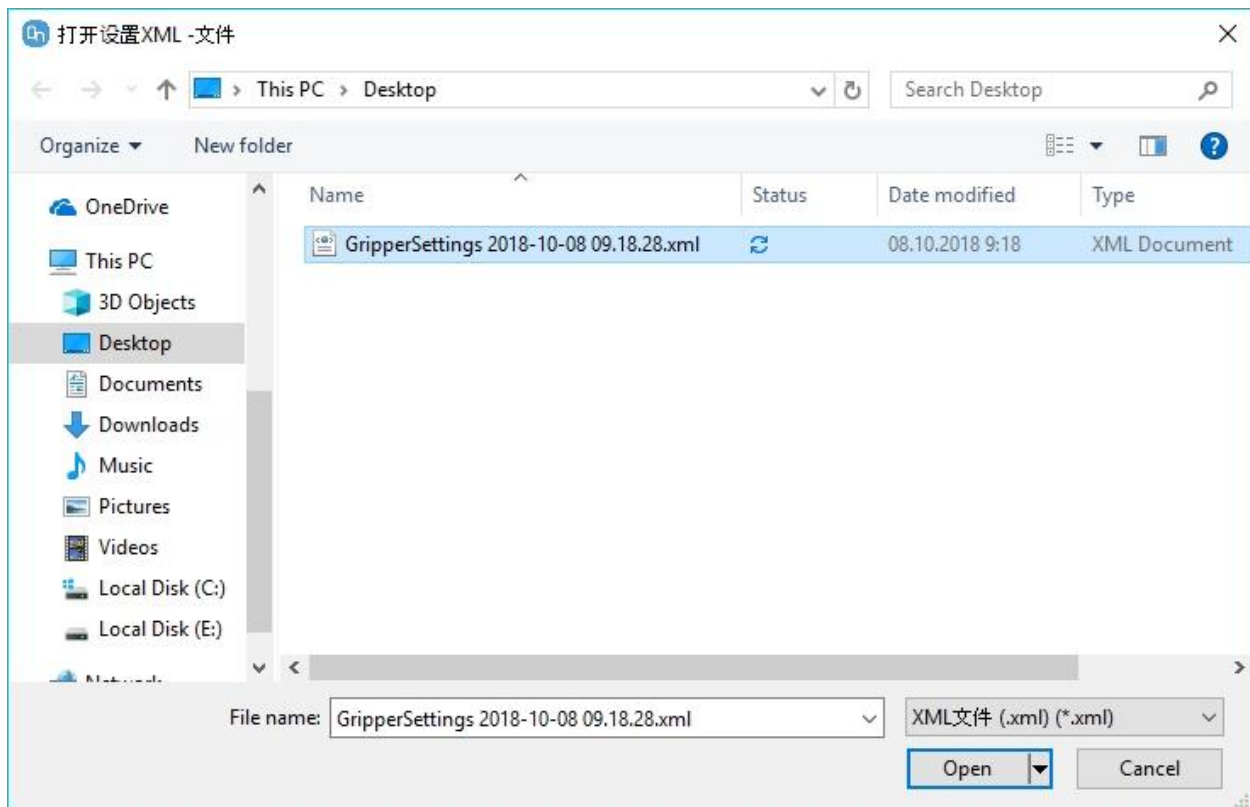 打开设置XML -文件
This PC > Desktop
Search Desktop
Organize
New folder
OneDrive
This PC
3D Objects
Desktop
Documents
Downloads
Music
Pictures
Videos
Local Disk (C:)
Local Disk (E:)
Name Status Date modified Type
GripperSettings 2018-10-08 09.18.28.xml 08.10.2018 9:18 XML Document
File name: GripperSettings 2018-10-08 09.18.28.xml XML文件 (.xml) (*.xml)
Open Cancel